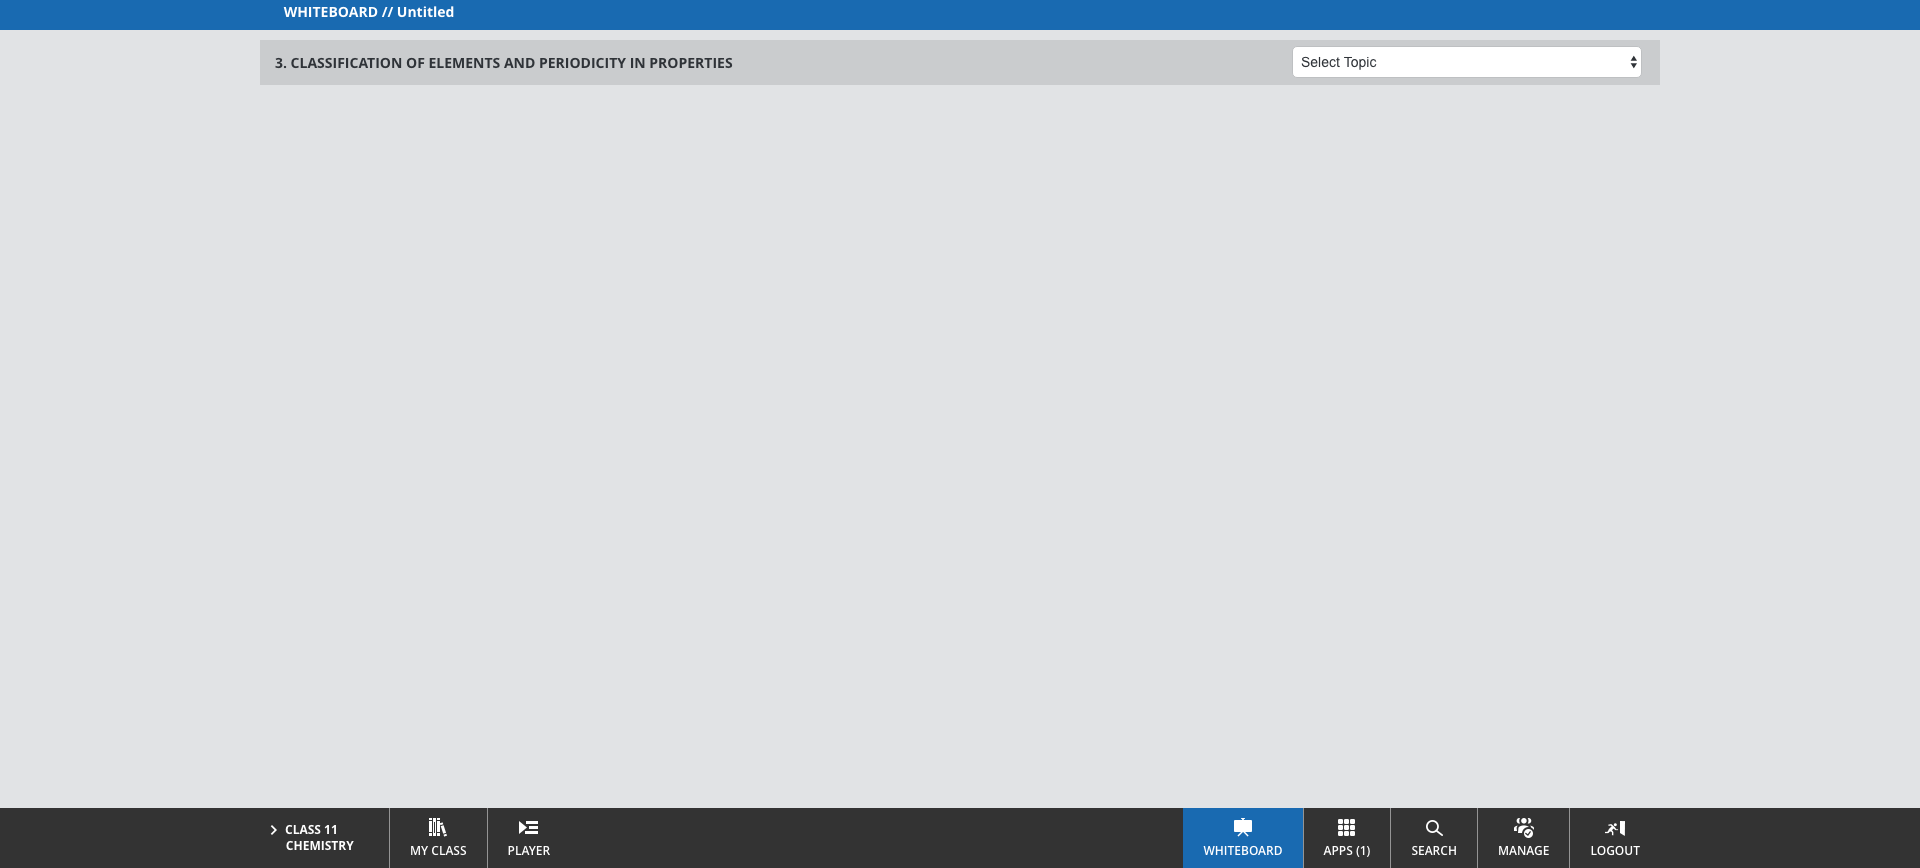 WHITEBOARD // Untitled
3. CLASSIFICATION OF ELEMENTS AND PERIODICITY IN PROPERTIES
Select Topic
CLASS 11
CHEMISTRY
MY CLASS
PLAYER
WHITEBOARD
APPS (1)
SEARCH
MANAGE
LOGOUT